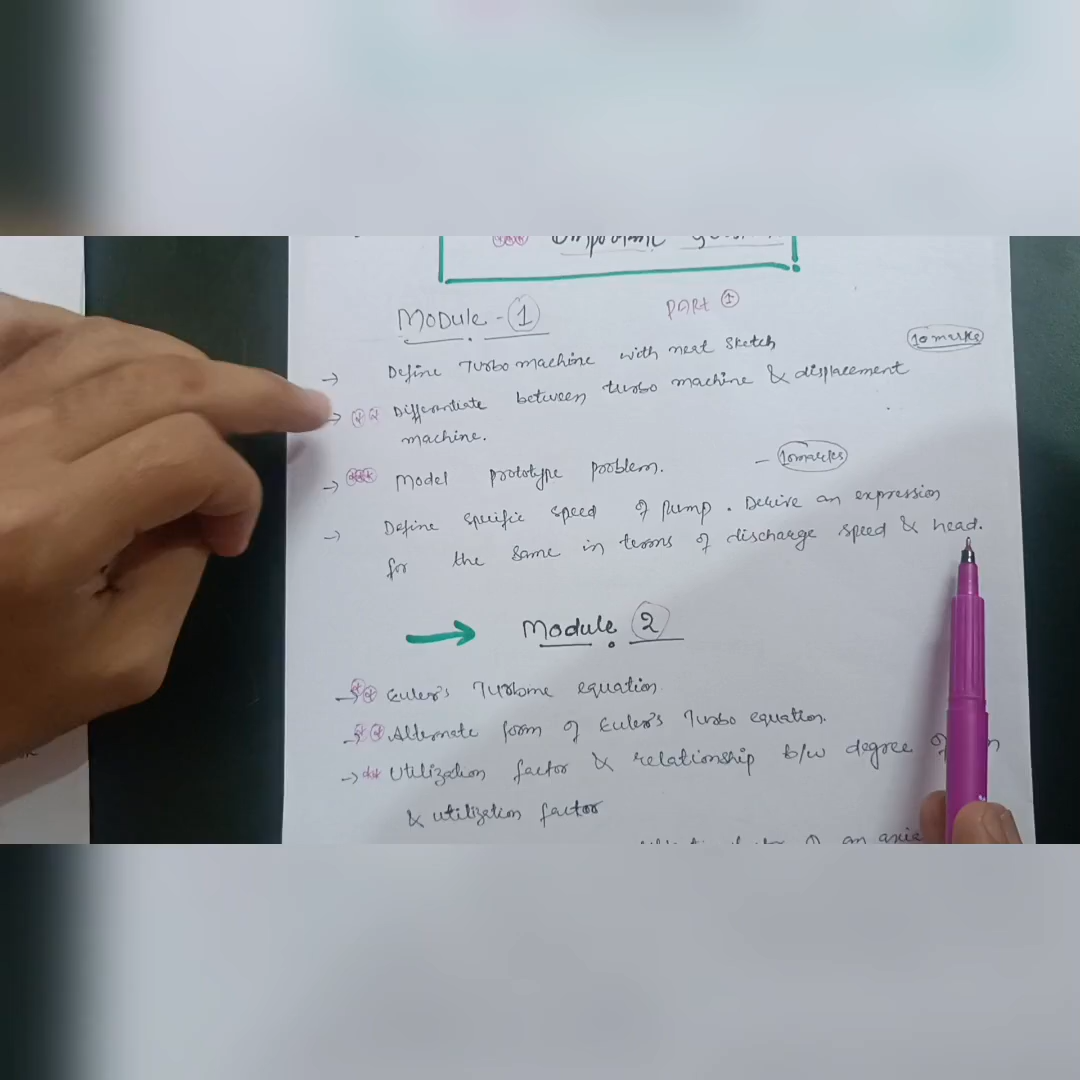 Module - 1
PART 1
10 marks
→ Define Turbo machine with neat sketch
→ ** Differentiate between turbo machine & displacement
machine.
→ *** Model prototype problem. - 10 marks
→ Define specific speed of pump. Derive an expression
for the same in terms of discharge speed & head.
→ Module 2
→ ** Euler's Turbine equation
→ ** Alternate form of Euler's Turbo equation.
→ ** Utilization factor & relationship b/w degree of
& utilization factor
an axia